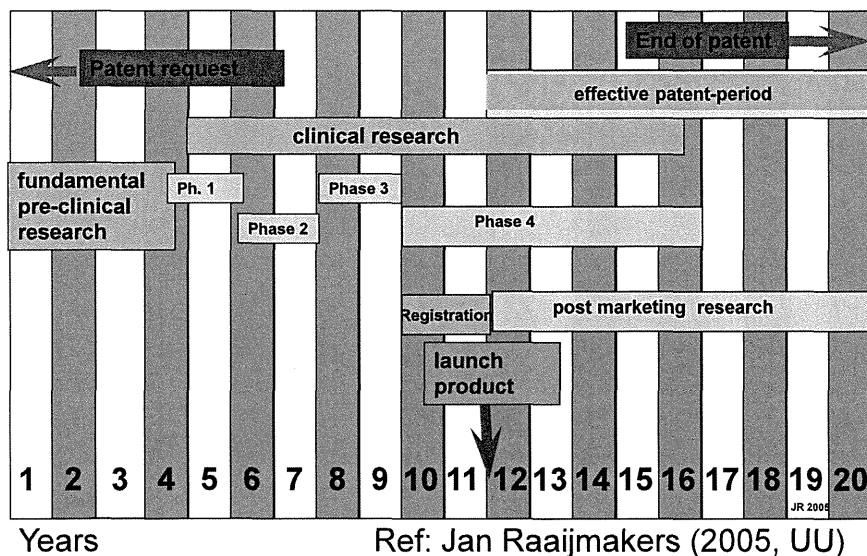 End of patent
Patent request
effective patent-period
clinical research
fundamental
pre-clinical
research
Ph. 1
Phase 3
Phase 2
Phase 4
Registration
post marketing research
launch
product
1 2 3 4 5 6 7 8 9 10 11 12 13 14 15 16 17 18 19 20
JR 2005
Years
Ref: Jan Raaijmakers (2005, UU)